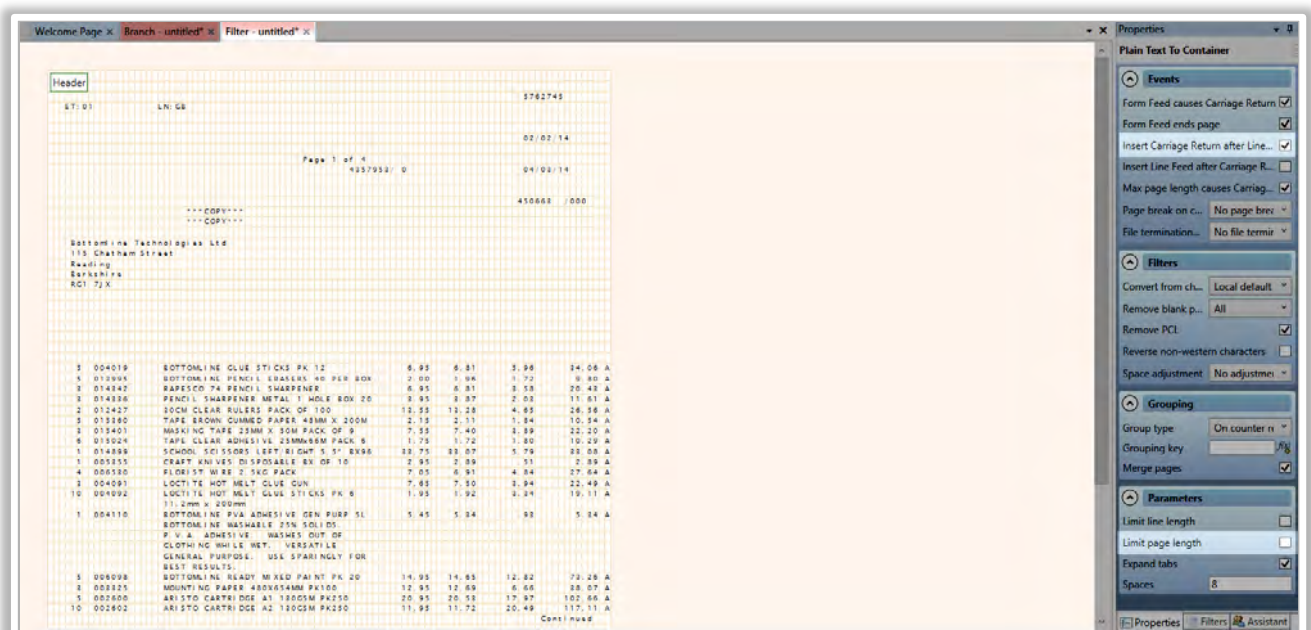 Welcome Page × Branch - untitled* × Filter - untitled* ×
Header
5762745
ET:01 LN:GB
02/02/14
Page 1 of 4
4357953/ 0 04/03/14
450663 /000
***COPY***
***COPY***
Bottomline Technologies Ltd
115 Chatham Street
Reading
Berkshire
RG1 7JX
3 004019 BOTTOMLINE GLUE STICKS PK 12 6.95 6.81 3.96 34.06 A
5 012995 BOTTOMLINE PENCIL ERASERS 40 PER BOX 2.00 1.96 1.72 9.80 A
3 014342 RAPESCO 74 PENCIL SHARPENER 6.95 6.81 3.58 20.43 A
3 014336 PENCIL SHARPENER METAL 1 HOLE BOX 20 3.95 3.87 2.03 11.61 A
2 012427 30CM CLEAR RULERS PACK OF 100 13.55 13.28 4.65 26.56 A
5 015360 TAPE BROWN GUMMED PAPER 48MM X 200M 2.15 2.11 1.84 10.54 A
3 015401 MASKING TAPE 25MM X 50M PACK OF 9 7.55 7.40 3.89 22.20 A
6 015024 TAPE CLEAR ADHESIVE 25MMx66M PACK 6 1.75 1.72 1.80 10.29 A
1 014899 SCHOOL SCISSORS LEFT/RIGHT 5.5" BX96 33.75 33.07 5.79 33.08 A
1 005255 CRAFT KNIVES DISPOSABLE BX OF 10 2.95 2.89 .51 2.89 A
4 006530 FLORIST WIRE 2.5KG PACK 7.05 6.91 4.84 27.64 A
3 004091 LOCTITE HOT MELT GLUE GUN 7.65 7.50 3.94 22.49 A
10 004092 LOCTITE HOT MELT GLUE STICKS PK 6 1.95 1.92 3.34 19.11 A
11.2mm x 200mm
1 004110 BOTTOMLINE PVA ADHESIVE GEN PURP 5L 5.45 5.34 .93 5.34 A
BOTTOMLINE WASHABLE 25% SOLIDS.
P.V.A. ADHESIVE WASHES OUT OF
CLOTHING WHILE WET. VERSATILE
GENERAL PURPOSE. USE SPARINGLY FOR
BEST RESULTS.
5 006098 BOTTOMLINE READY MIXED PAINT PK 20 14.95 14.65 12.82 73.26 A
3 003325 MOUNTING PAPER 480X654MM PK100 12.95 12.69 6.66 38.07 A
5 002600 ARISTO CARTRIDGE A1 130GSM PK250 20.95 20.53 17.97 102.66 A
10 002602 ARISTO CARTRIDGE A2 130GSM PK250 11.95 11.72 20.49 117.11 A
Continued
Properties
Plain Text To Container
Events
Form Feed causes Carriage Return
Form Feed ends page
Insert Carriage Return after Line...
Insert Line Feed after Carriage R...
Max page length causes Carriag...
Page break on c... No page brea
File termination... No file termir
Filters
Convert from ch... Local default
Remove blank p... All
Remove PCL
Reverse non-western characters
Space adjustment No adjustmer
Grouping
Group type On counter n
Grouping key
Merge pages
Parameters
Limit line length
Limit page length
Expand tabs
Spaces 8
Properties Filters Assistant